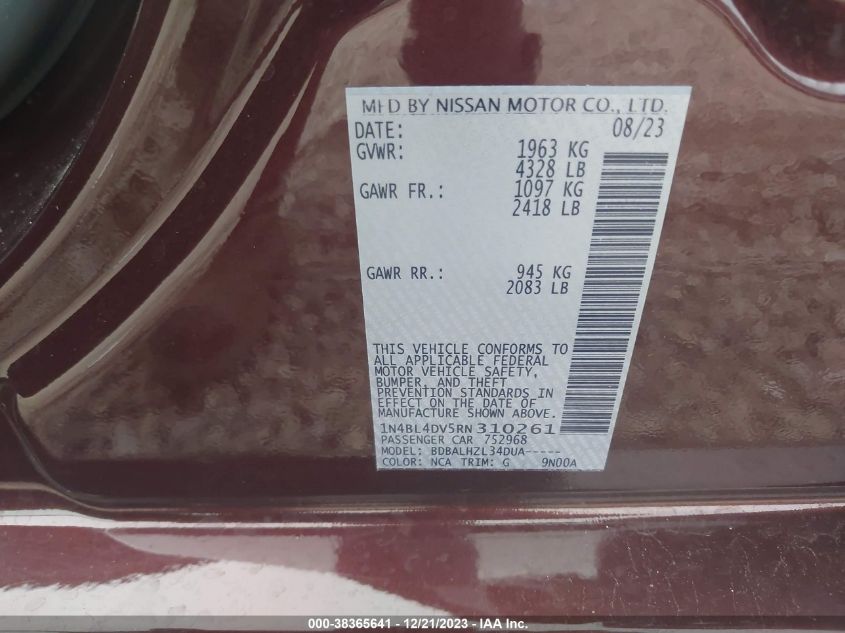 MFD BY NISSAN MOTOR CO., LTD.
DATE: 08/23
GVWR: 1963 KG
4328 LB
GAWR FR.: 1097 KG
2418 LB
GAWR RR.: 945 KG
2083 LB
THIS VEHICLE CONFORMS TO
ALL APPLICABLE FEDERAL
MOTOR VEHICLE SAFETY,
BUMPER, AND THEFT
PREVENTION STANDARDS IN
EFFECT ON THE DATE OF
MANUFACTURE SHOWN ABOVE.
1N4BL4DV5RN310261
PASSENGER CAR 752968
MODEL: BDBALHZL34DUA-----
COLOR: NCA TRIM: G 9N00A
000-38365641 - 12/21/2023 - IAA Inc.